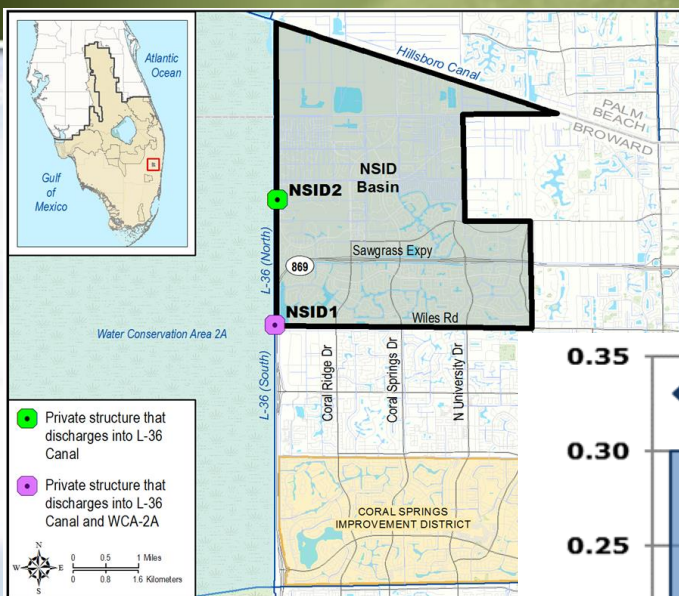 Atlantic
Ocean
Gulf
of
Mexico
Hillsboro Canal
PALM
BEACH
BROWARD
NSID
Basin
NSID2
L-36 (North)
Sawgrass Expy
869
NSID1
Wiles Rd
Water Conservation Area 2A
L-36 (South)
Coral Ridge Dr
Coral Springs Dr
N University Dr
CORAL SPRINGS
IMPROVEMENT DISTRICT
Private structure that
discharges into L-36
Canal
Private structure that
discharges into L-36
Canal and WCA-2A
N
W E
S
0 0.5 1 Miles
0 0.8 1.6 Kilometers
0.35
0.30
0.25